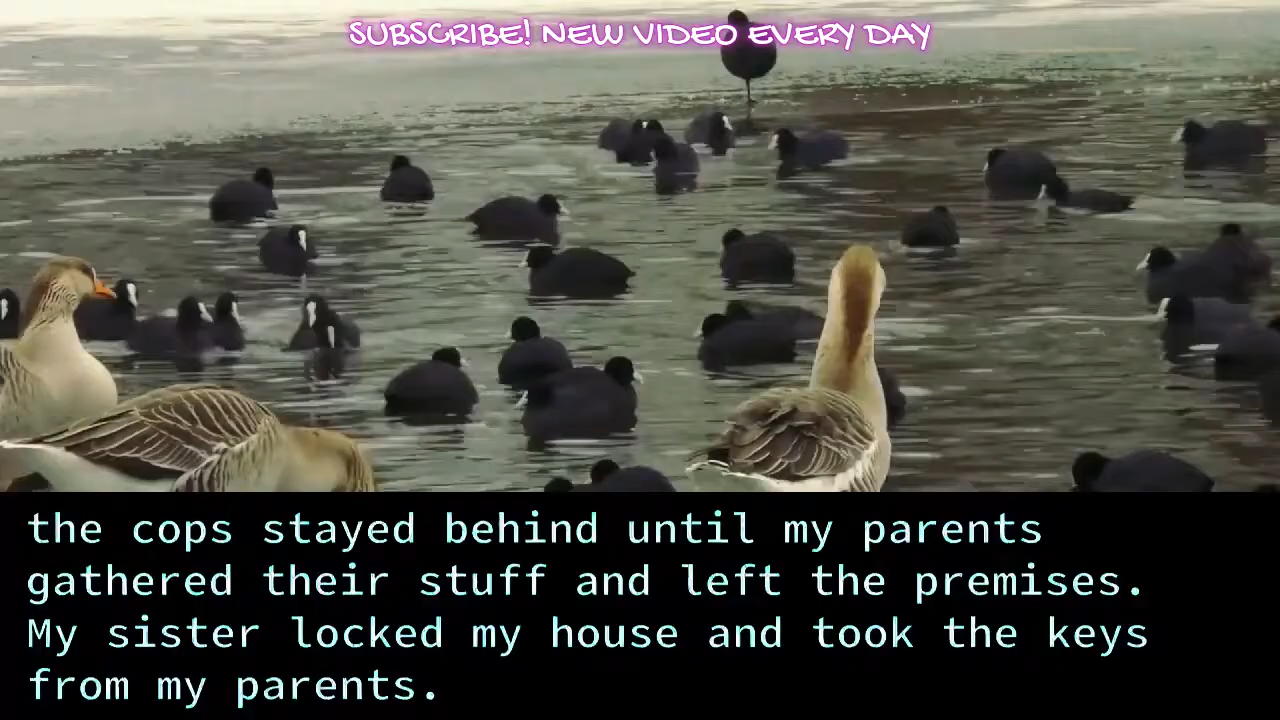 SUBSCRIBE! NEW VIDEO EVERY DAY
the cops stayed behind until my parents
gathered their stuff and left the premises.
My sister locked my house and took the keys
from my parents.